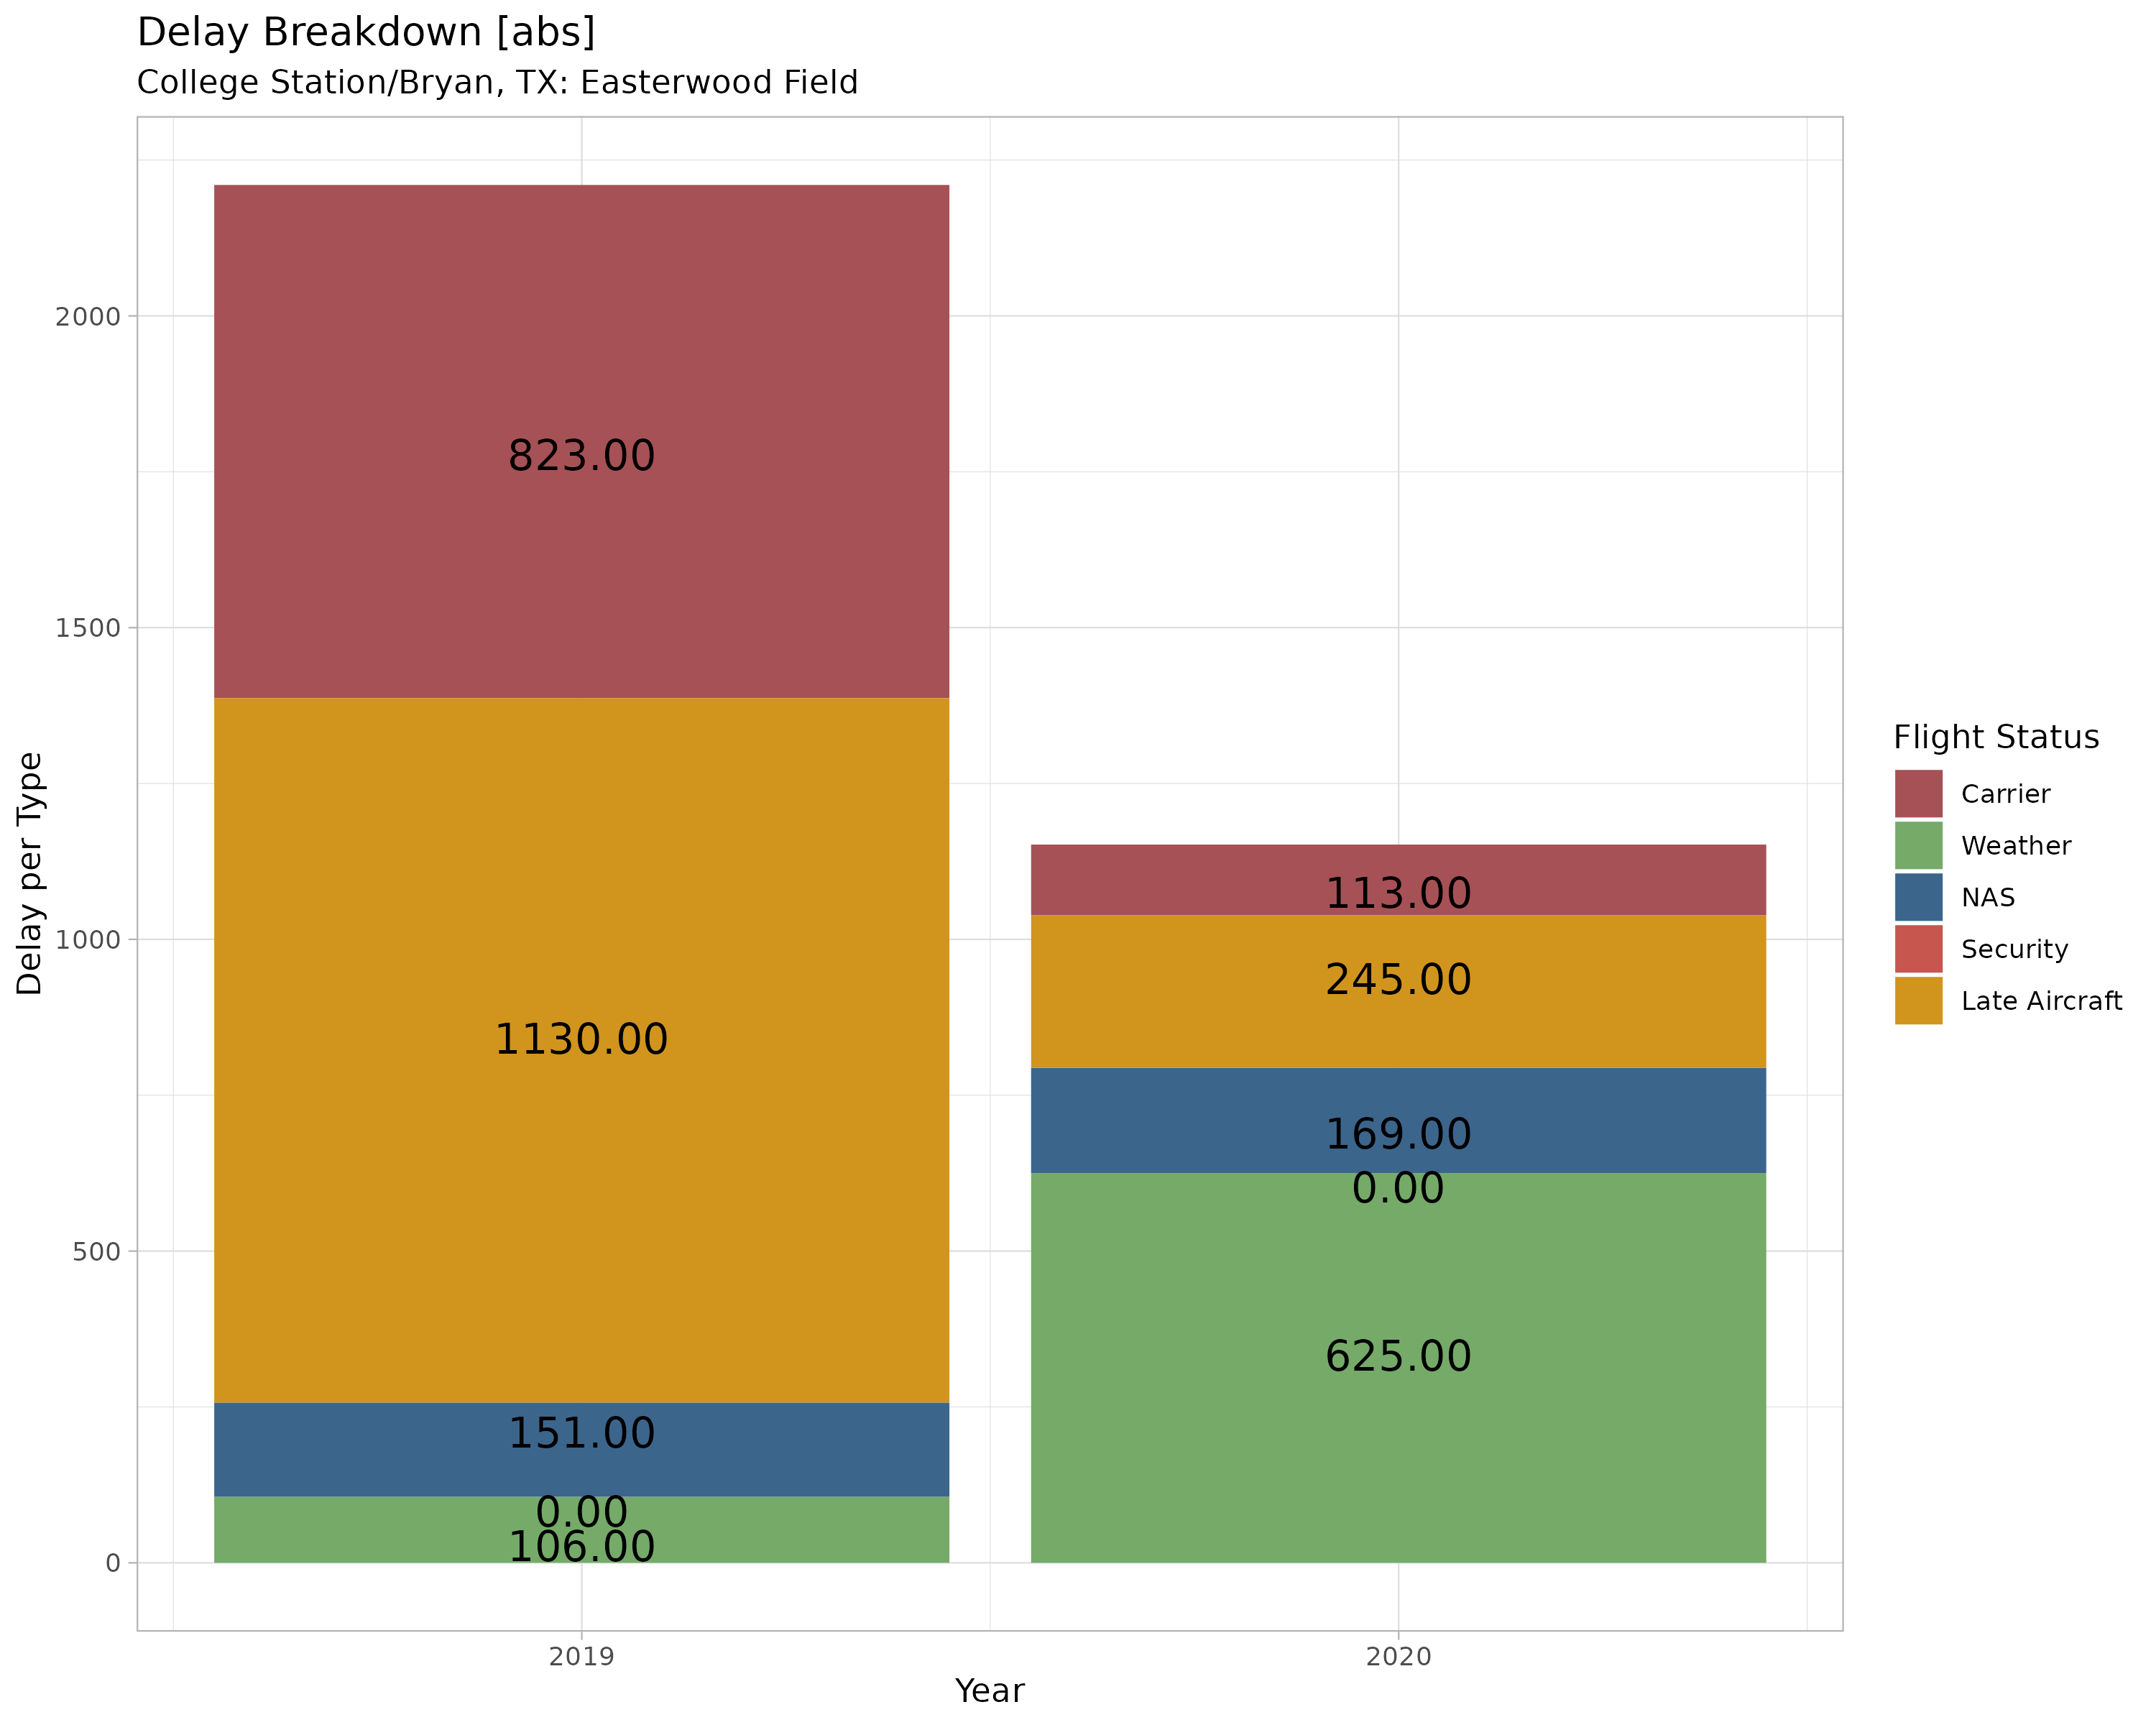 Delay Breakdown [abs]
College Station/Bryan, TX: Easterwood Field
Delay per Type
2000
1500
1000
500
0
823.00
1130.00
151.00
0.00
106.00
113.00
245.00
169.00
0.00
625.00
2019
2020
Year
Flight Status
Carrier
Weather
NAS
Security
Late Aircraft